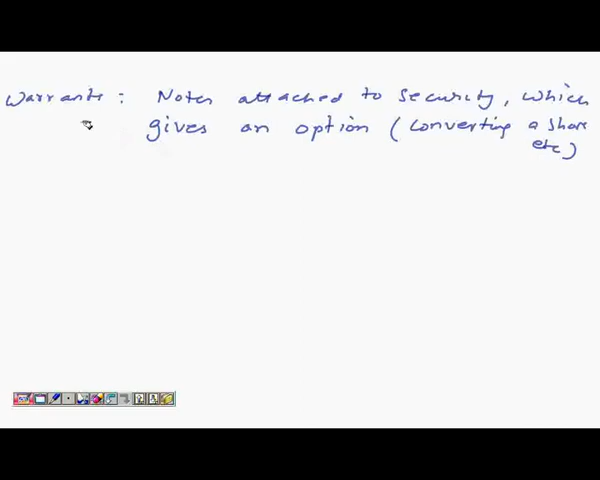 Warrants : Notes attached to security, which
gives an option (converting a share
etc)